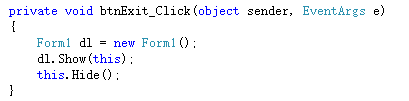 private void btnExit_Click(object sender, EventArgs e)
{
Form1 dl = new Form1();
dl.Show(this);
this.Hide();
}